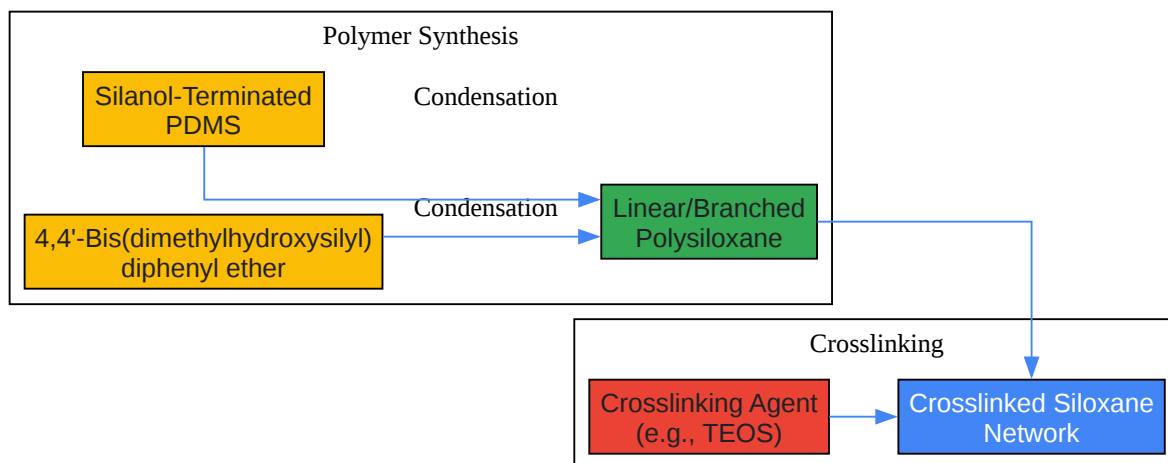 Polymer Synthesis
Silanol-Terminated
PDMS
Condensation
Condensation
4,4'-Bis(dimethylhydroxysilyl)
diphenyl ether
Linear/Branched
Polysiloxane
Crosslinking
Crosslinking Agent
(e.g., TEOS)
Crosslinked Siloxane
Network